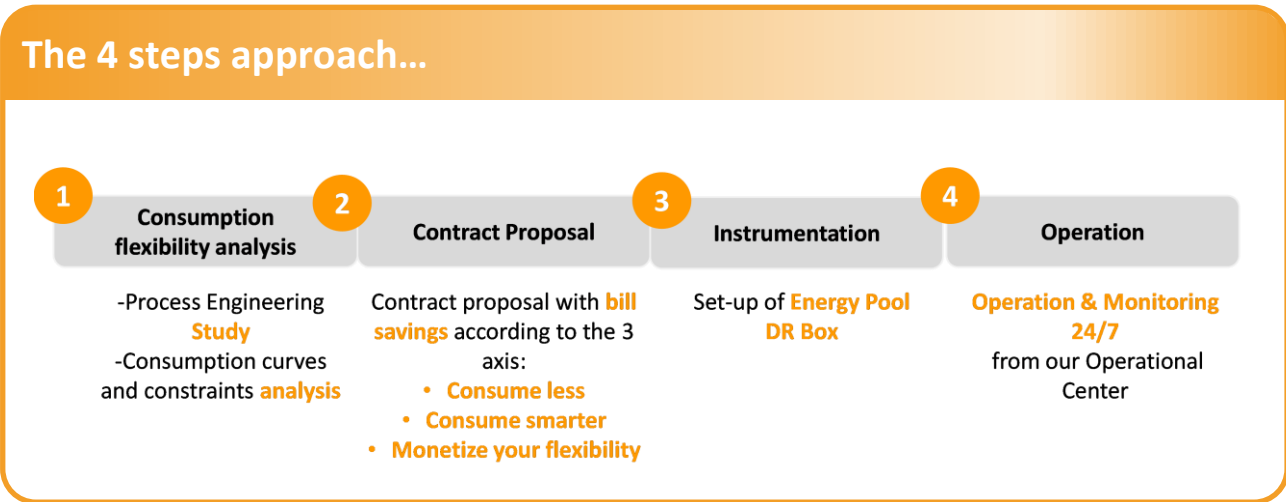 The 4 steps approach...
1
Consumption
flexibility analysis
-Process Engineering
Study
-Consumption curves
and constraints analysis
2
Contract Proposal
Contract proposal with bill
savings according to the 3
axis:
• Consume less
• Consume smarter
• Monetize your flexibility
3
Instrumentation
Set-up of Energy Pool
DR Box
4
Operation
Operation & Monitoring
24/7
from our Operational
Center